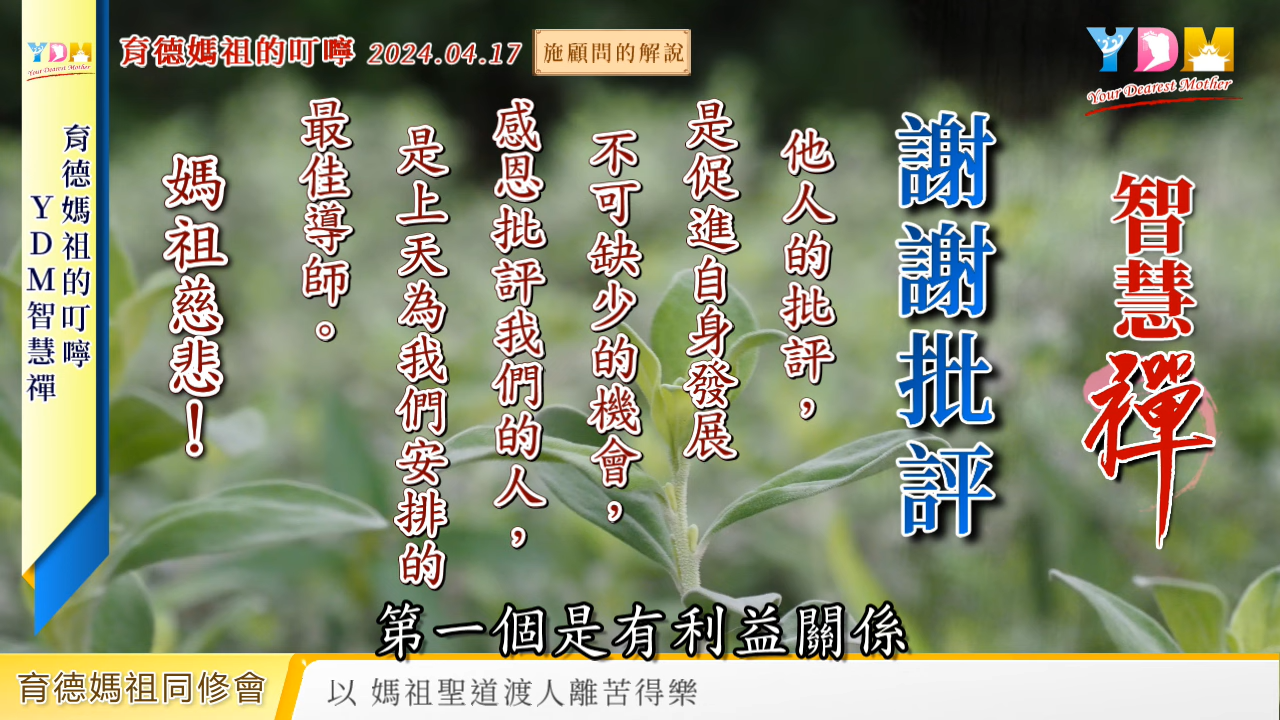 育德媽祖的叮嚀 2024.04.17 施顧問的解說
YDM
Your Dearest Mother
智慧禪
謝謝批評
他人的批評，
是促進自身發展
不可缺少的機會，
感恩批評我們的人，
是上天為我們安排的
最佳導師。
媽祖慈悲！
YDM
Your Dearest Mother
育德媽祖的叮嚀
YDM智慧禪
第一個是有利益關係
育德媽祖同修會
以 媽祖聖道渡人離苦得樂